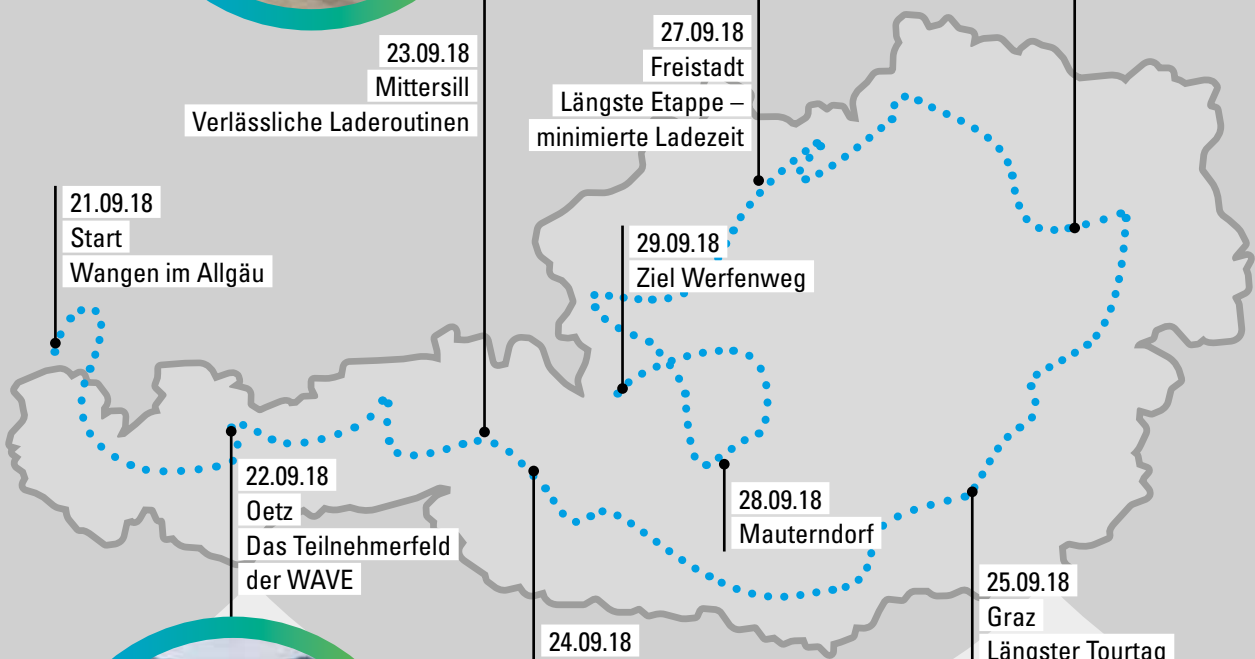 21.09.18
Start
Wangen im Allgäu
22.09.18
Oetz
Das Teilnehmerfeld
der WAVE
23.09.18
Mittersill
Verlässliche Laderoutinen
24.09.18
25.09.18
Graz
Längster Tourtag
27.09.18
Freistadt
Längste Etappe –
minimierte Ladezeit
28.09.18
Mauterndorf
29.09.18
Ziel Werfenweg